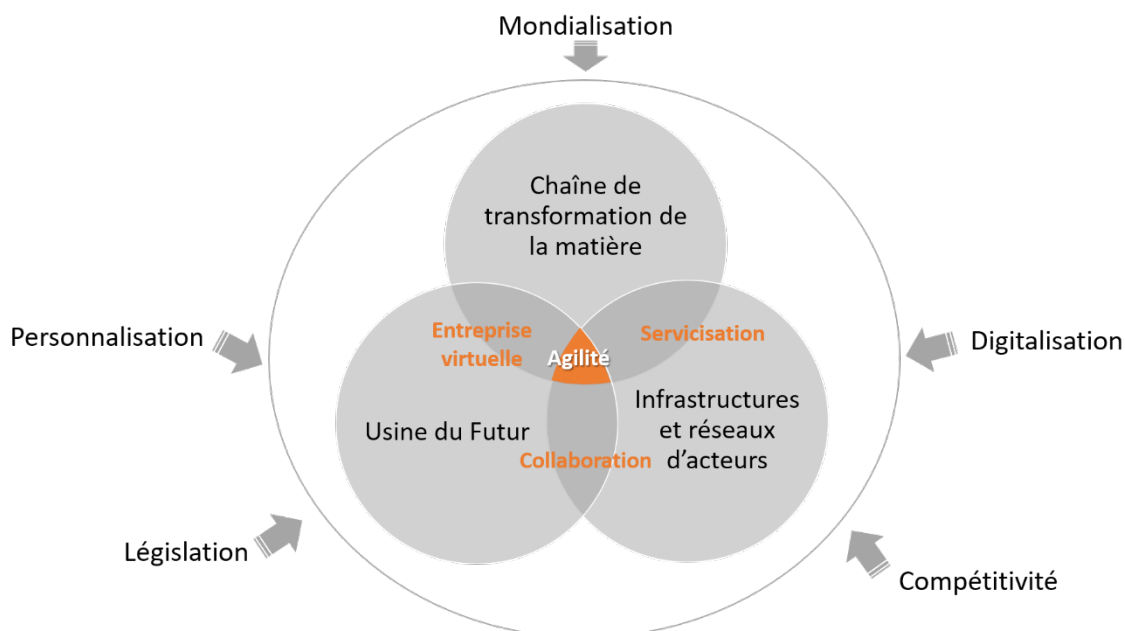 Mondialisation
Chaîne de
transformation de
la matière
Personnalisation
Entreprise
virtuelle
Agilité
Servicisation
Digitalisation
Usine du Futur
Infrastructures
et réseaux
d’acteurs
Collaboration
Législation
Compétitivité